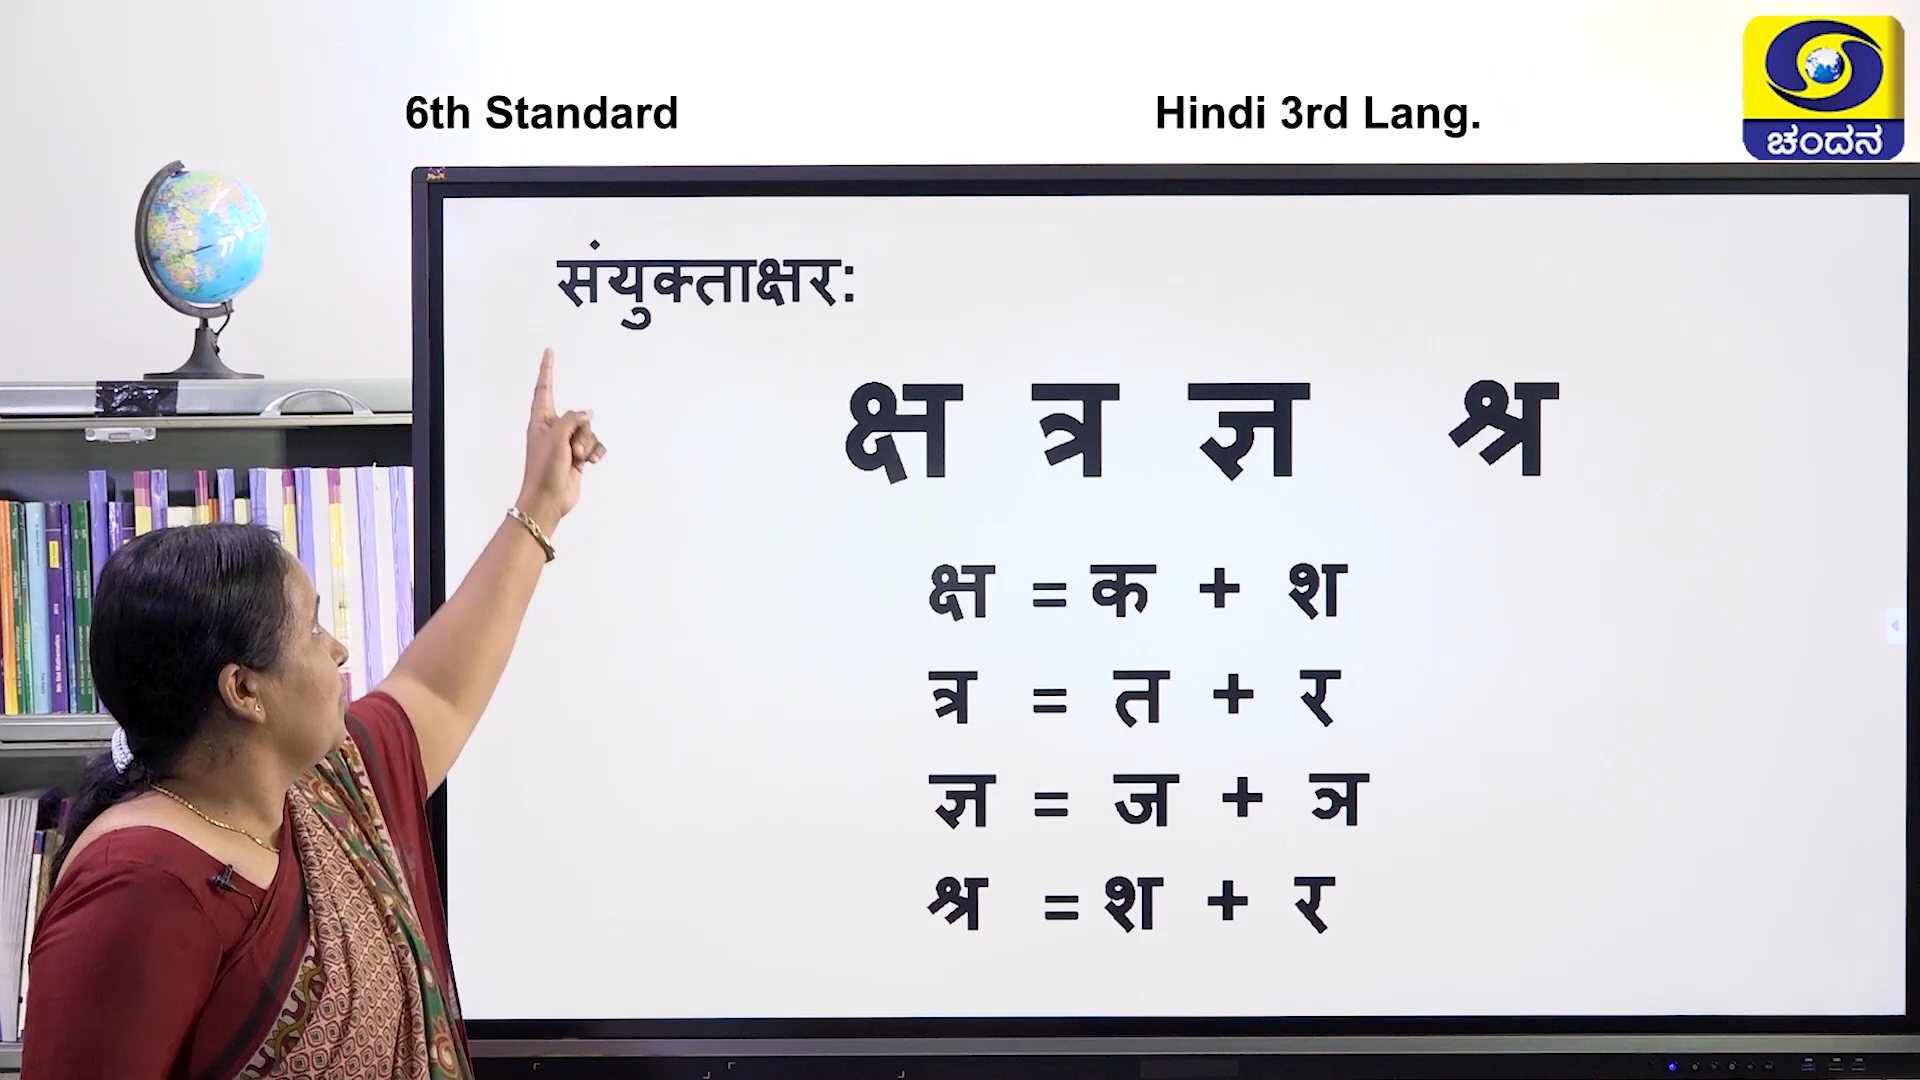 6th Standard Hindi 3rd Lang.
ಚಂದನ
संयुक्ताक्षर:
क्ष त्र ज्ञ श्र
क्ष = क + श
त्र = त + र
ज्ञ = ज + ञ
श्र = श + र